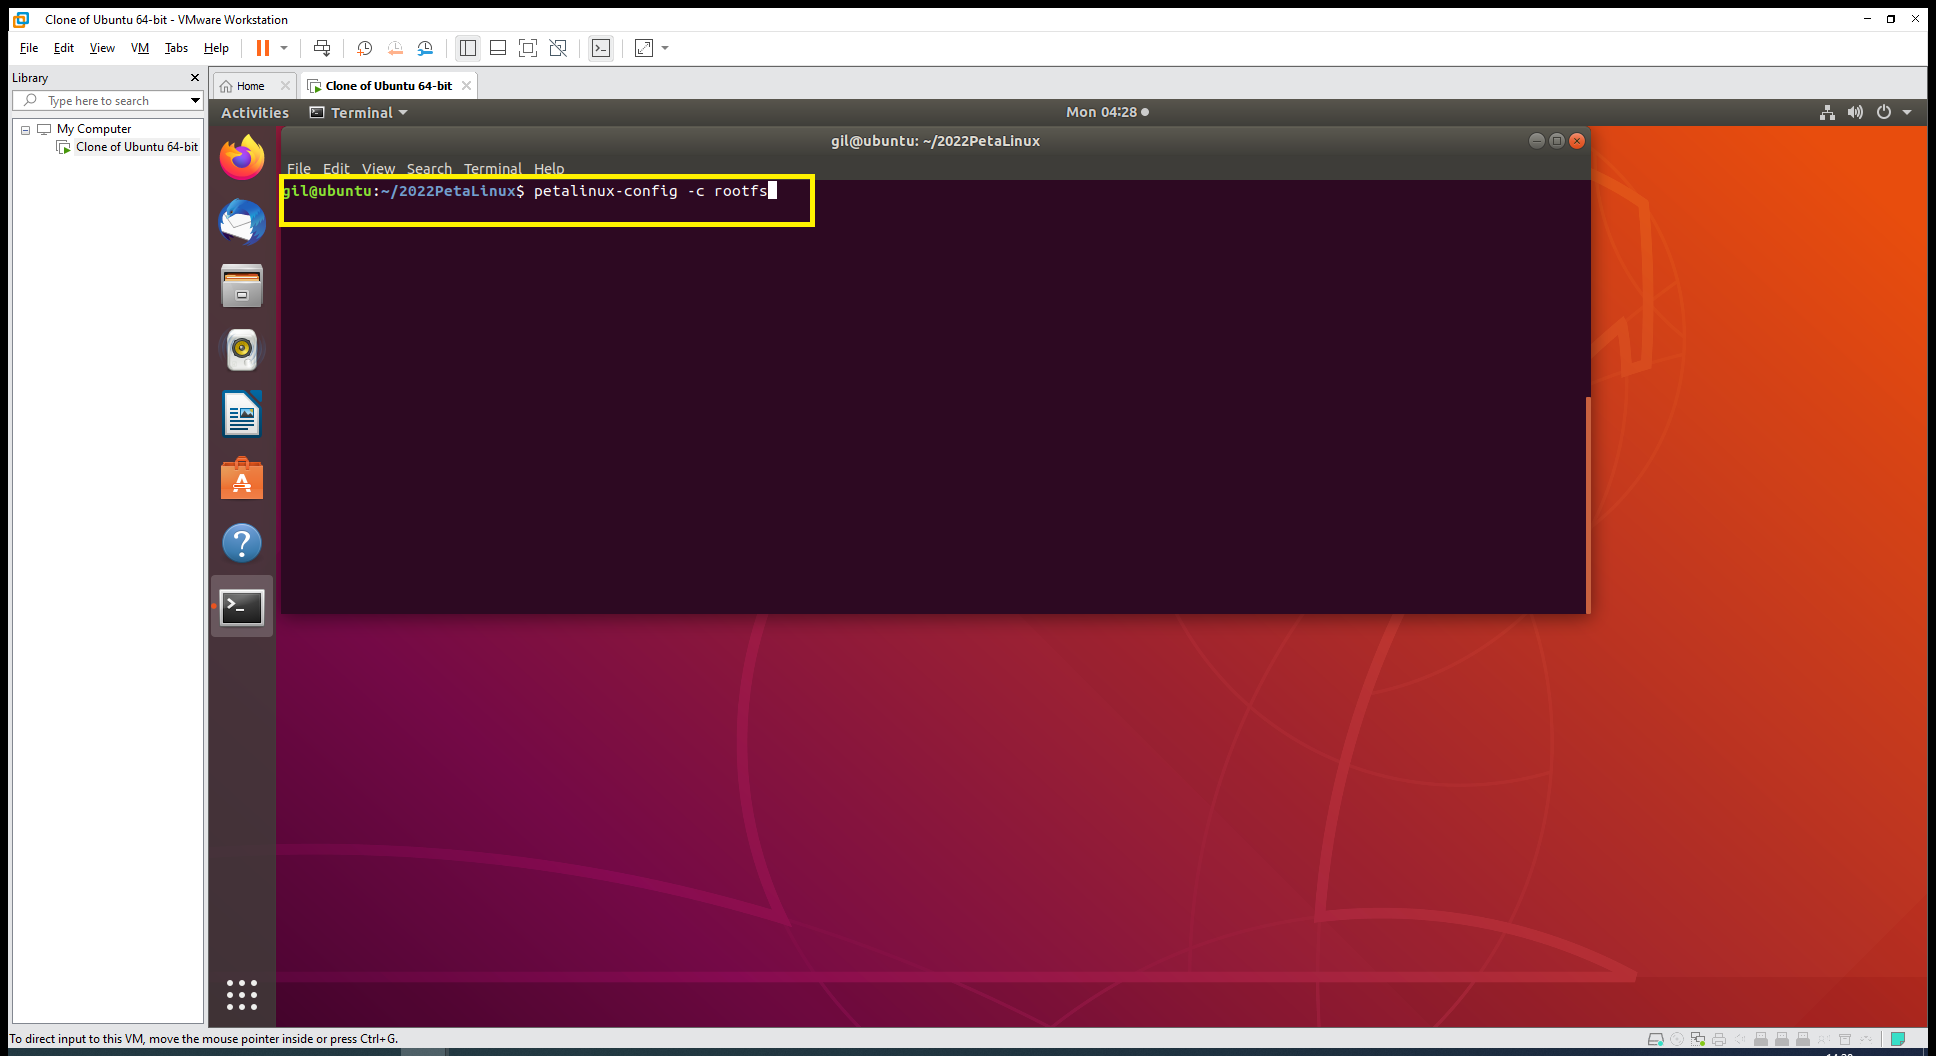 Clone of Ubuntu 64-bit - VMware Workstation
File Edit View VM Tabs Help
Library
Type here to search
My Computer
Clone of Ubuntu 64-bit
Home
Clone of Ubuntu 64-bit
Activities
Terminal
Mon 04:28
gil@ubuntu: ~/2022PetaLinux
File Edit View Search Terminal Help
gil@ubuntu:~/2022PetaLinux$ petalinux-config -c rootfs
To direct input to this VM, move the mouse pointer inside or press Ctrl+G.